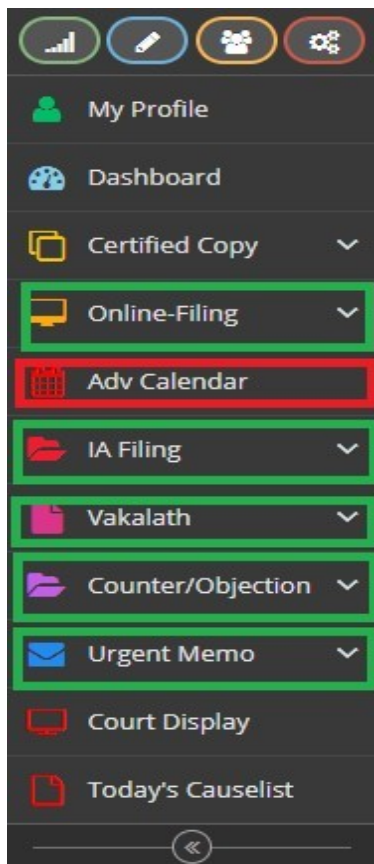 My Profile
Dashboard
Certified Copy
Online-Filing
Adv Calendar
IA Filing
Vakalath
Counter/Objection
Urgent Memo
Court Display
Today's Causelist